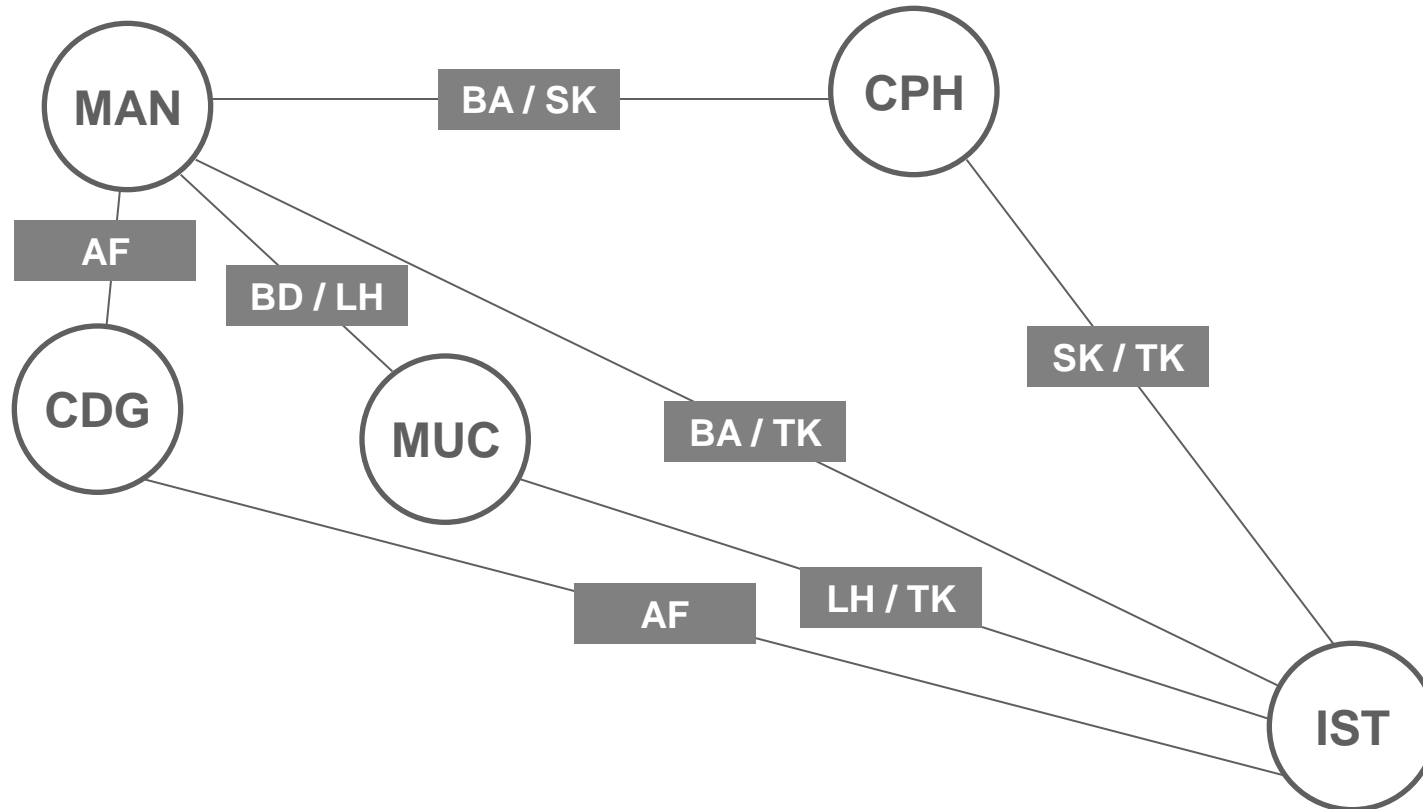 MAN
BA / SK
CPH
AF
BD / LH
CDG
MUC
SK / TK
BA / TK
LH / TK
AF
IST